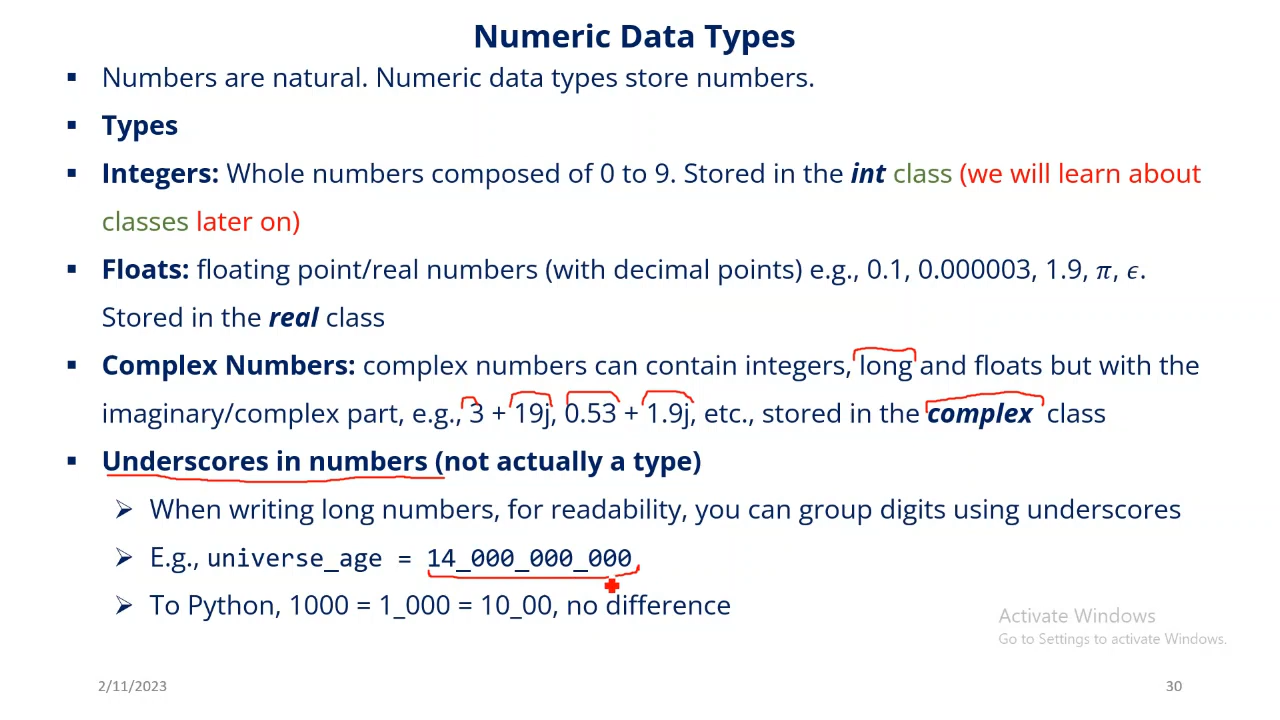 Numeric Data Types
▪ Numbers are natural. Numeric data types store numbers.
▪ Types
▪ Integers: Whole numbers composed of 0 to 9. Stored in the int class (we will learn about
classes later on)
▪ Floats: floating point/real numbers (with decimal points) e.g., 0.1, 0.000003, 1.9, π, ϵ.
Stored in the real class
▪ Complex Numbers: complex numbers can contain integers, long and floats but with the
imaginary/complex part, e.g., 3 + 19j, 0.53 + 1.9j, etc., stored in the complex class
▪ Underscores in numbers (not actually a type)
➢ When writing long numbers, for readability, you can group digits using underscores
➢ E.g., universe_age = 14_000_000_000
➢ To Python, 1000 = 1_000 = 10_00, no difference
Activate Windows
Go to Settings to activate Windows.
2/11/2023
30